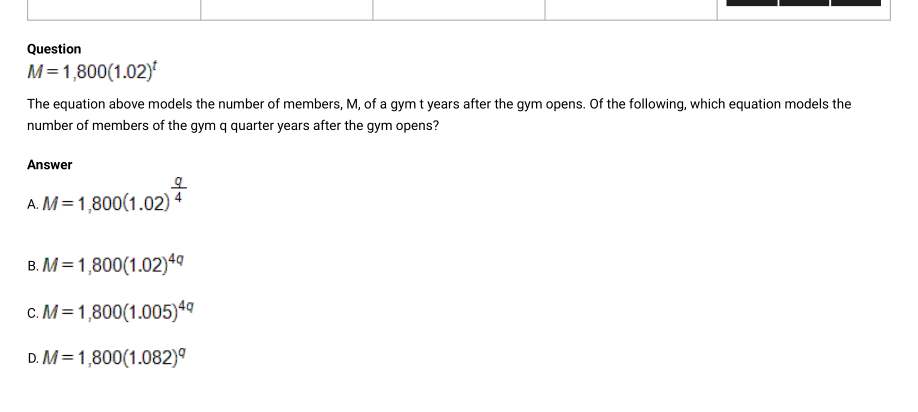 Question
M = 1,800(1.02)^t
The equation above models the number of members, M, of a gym t years after the gym opens. Of the following, which equation models the
number of members of the gym q quarter years after the gym opens?
Answer
A. M = 1,800(1.02)^(q/4)
B. M = 1,800(1.02)^(4q)
C. M = 1,800(1.005)^(4q)
D. M = 1,800(1.082)^q